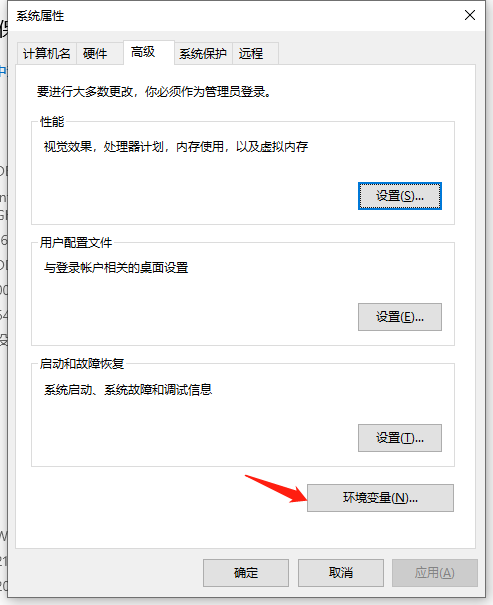 系统属性
计算机名 硬件 高级 系统保护 远程
要进行大多数更改，你必须作为管理员登录。
性能
视觉效果，处理器计划，内存使用，以及虚拟内存
设置(S)...
用户配置文件
与登录帐户相关的桌面设置
设置(E)...
启动和故障恢复
系统启动、系统故障和调试信息
设置(T)...
环境变量(N)...
确定 取消 应用(A)